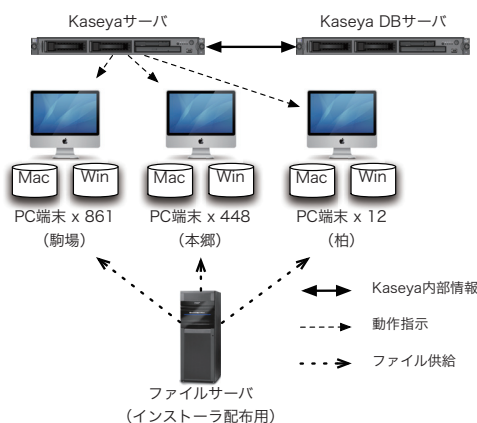 Kaseyaサーバ
Kaseya DBサーバ
Mac
Win
Mac
Win
Mac
Win
PC端末 x 861
（駒場）
PC端末 x 448
（本郷）
PC端末 x 12
（柏）
Kaseya内部情報
動作指示
ファイル供給
ファイルサーバ
（インストーラ配布用）